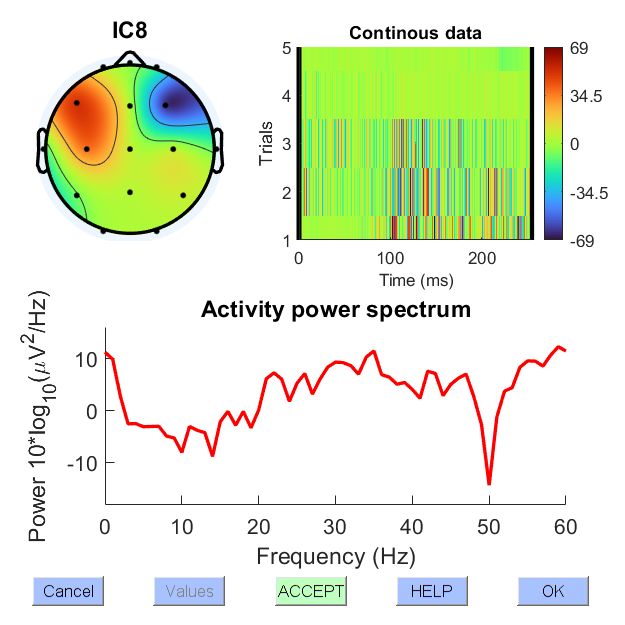 IC8
Continous data
Trials
5
4
3
2
1
0
100
200
Time (ms)
69
34.5
0
-34.5
-69
Activity power spectrum
Power 10*log10(μV2/Hz)
10
0
-10
0
10
20
30
40
50
60
Frequency (Hz)
Cancel
Values
ACCEPT
HELP
OK